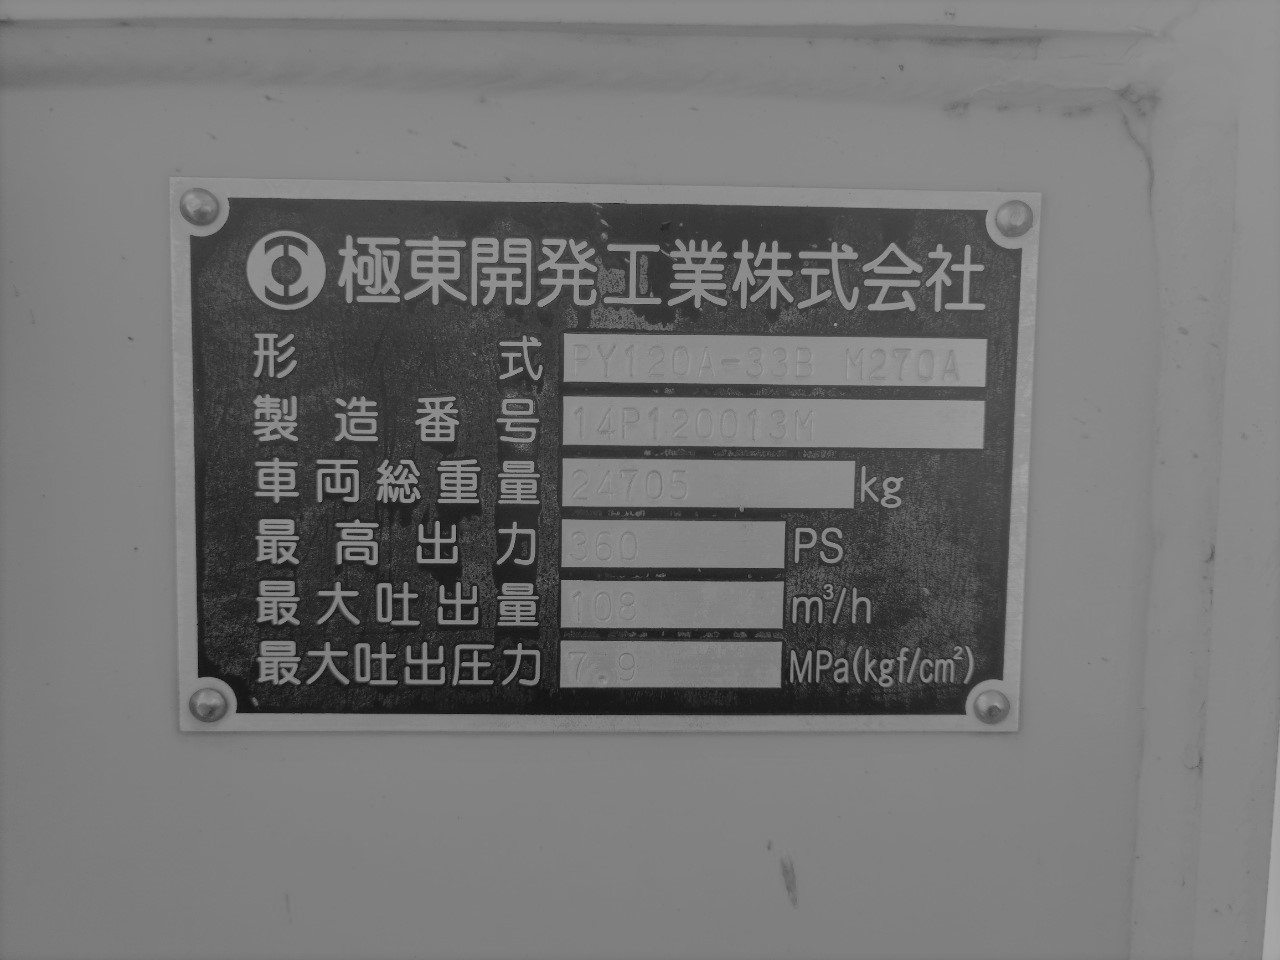 極東開発工業株式会社
形式 PY120A-33B M270A
製造番号 14P120013M
車両総重量 24705 kg
最高出力 360 PS
最大吐出量 108 m³/h
最大吐出圧力 7.9 MPa(kgf/cm²)